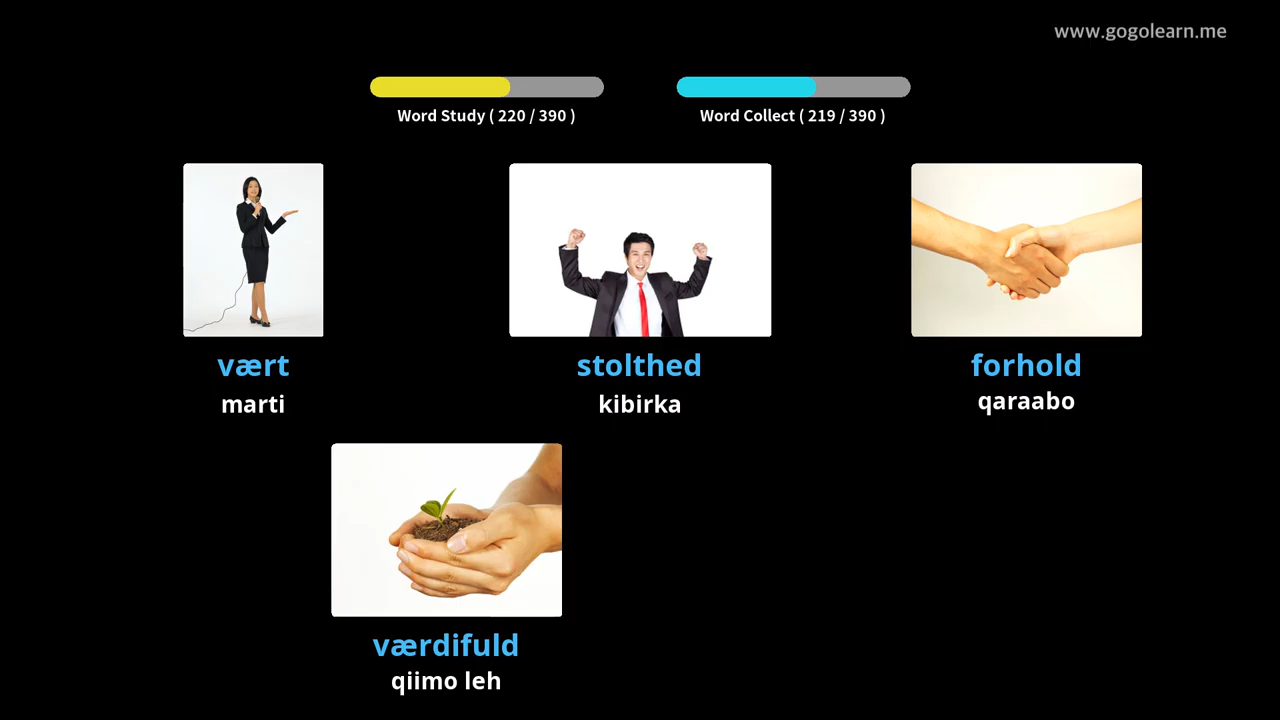 www.gogolearn.me
Word Study ( 220 / 390 )
Word Collect ( 219 / 390 )
vært
marti
stolthed
kibirka
forhold
qaraabo
værdifuld
qiimo leh